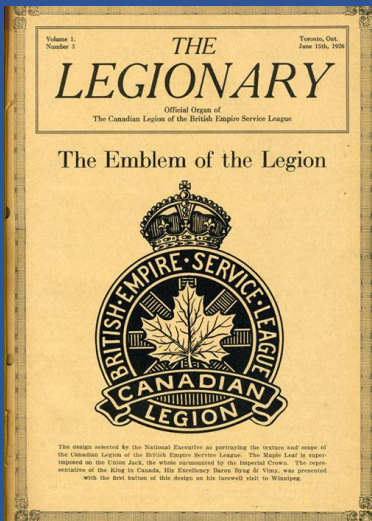 Volume 1.
Number 3
Toronto, Ont.
June 15th, 1926
THE
LEGIONARY
Official Organ of
The Canadian Legion of the British Empire Service League
The Emblem of the Legion
BRITISH·EMPIRE·SERVICE·LEAGUE
CANADIAN
LEGION
The design selected by the National Executive as portraying the texture and scope of
the Canadian Legion of the British Empire Service League. The Maple Leaf is super-
imposed on the Union Jack, the whole surmounted by the Imperial Crown. The repre-
sentative of the King in Canada, His Excellency Baron Byng of Vimy, was presented
with the first button of this design on his farewell visit to Winnipeg.